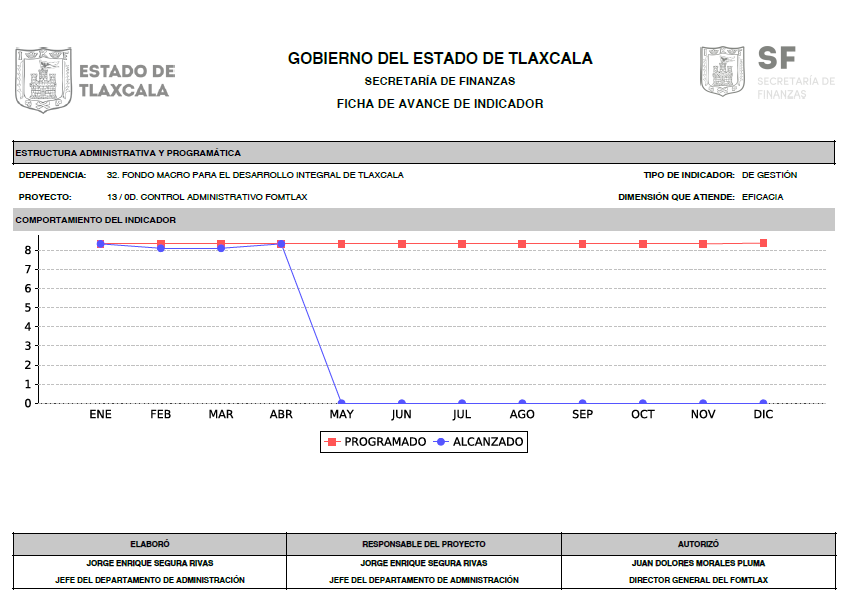 ESTADO DE
TLAXCALA
GOBIERNO DEL ESTADO DE TLAXCALA
SECRETARÍA DE FINANZAS
FICHA DE AVANCE DE INDICADOR
SF
SECRETARÍA DE
FINANZAS
ESTRUCTURA ADMINISTRATIVA Y PROGRAMÁTICA
DEPENDENCIA: 32. FONDO MACRO PARA EL DESARROLLO INTEGRAL DE TLAXCALA TIPO DE INDICADOR: DE GESTIÓN
PROYECTO: 13 / 0D. CONTROL ADMINISTRATIVO FOMTLAX DIMENSIÓN QUE ATIENDE: EFICACIA
COMPORTAMIENTO DEL INDICADOR
8
7
6
5
4
3
2
1
0
ENE FEB MAR ABR MAY JUN JUL AGO SEP OCT NOV DIC
PROGRAMADO ALCANZADO
ELABORÓ RESPONSABLE DEL PROYECTO AUTORIZÓ
JORGE ENRIQUE SEGURA RIVAS JORGE ENRIQUE SEGURA RIVAS JUAN DOLORES MORALES PLUMA
JEFE DEL DEPARTAMENTO DE ADMINISTRACIÓN JEFE DEL DEPARTAMENTO DE ADMINISTRACIÓN DIRECTOR GENERAL DEL FOMTLAX